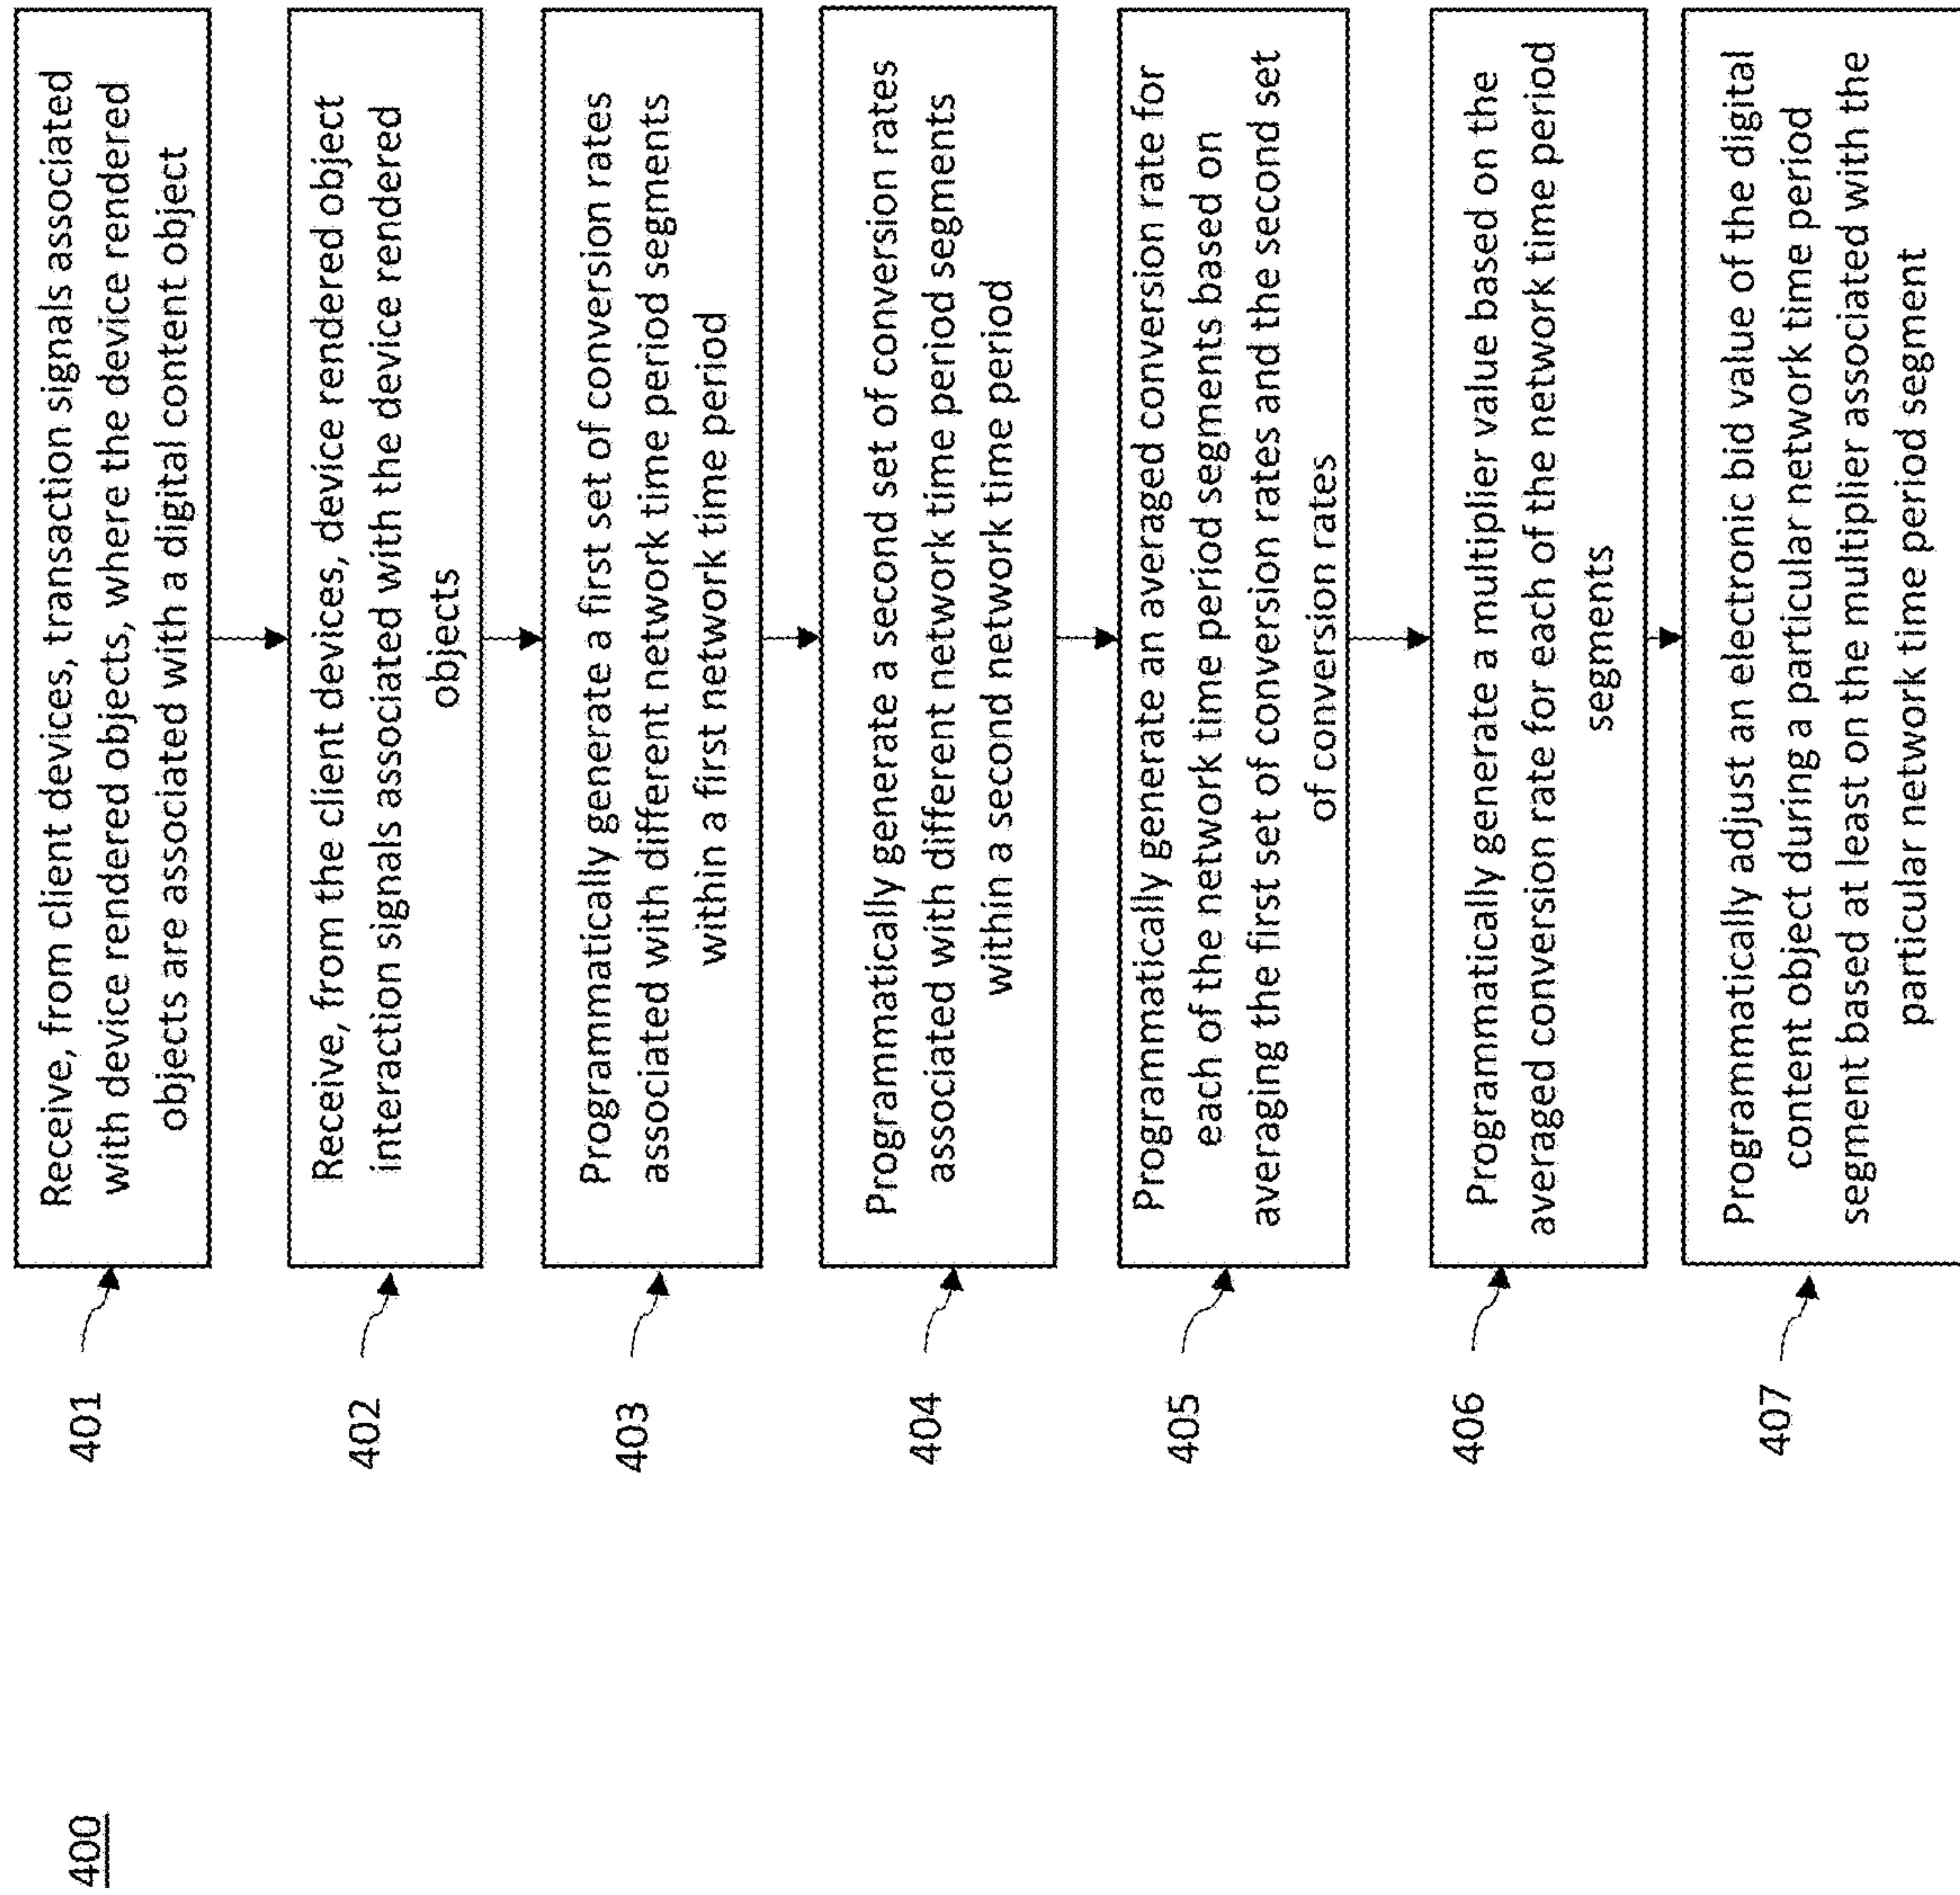 400
401
Receive, from client devices, transaction signals associated
with device rendered objects, where the device rendered
objects are associated with a digital content object
402
Receive, from the client devices, device rendered object
interaction signals associated with the device rendered
objects
403
Programmatically generate a first set of conversion rates
associated with different network time period segments
within a first network time period
404
Programmatically generate a second set of conversion rates
associated with different network time period segments
within a second network time period
405
Programmatically generate an averaged conversion rate for
each of the network time period segments based on
averaging the first set of conversion rates and the second set
of conversion rates
406
Programmatically generate a multiplier value based on the
averaged conversion rate for each of the network time period
segments
407
Programmatically adjust an electronic bid value of the digital
content object during a particular network time period
segment based at least on the multiplier associated with the
particular network time period segment